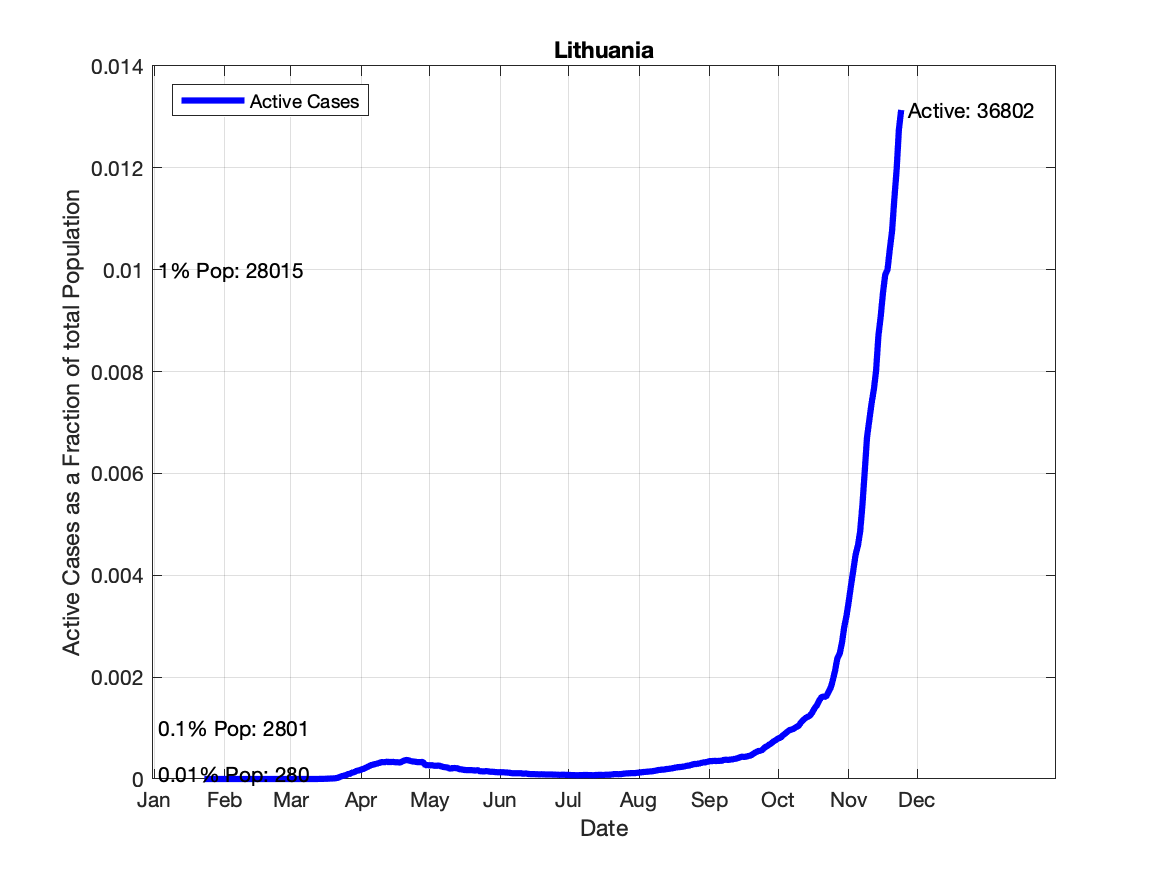 Lithuania
0.014
Active Cases
Active: 36802
0.012
0.01
1% Pop: 28015
0.008
0.006
0.004
0.002
0.1% Pop: 2801
0
0.01% Pop: 280
Active Cases as a Fraction of total Population
Jan Feb Mar Apr May Jun Jul Aug Sep Oct Nov Dec
Date